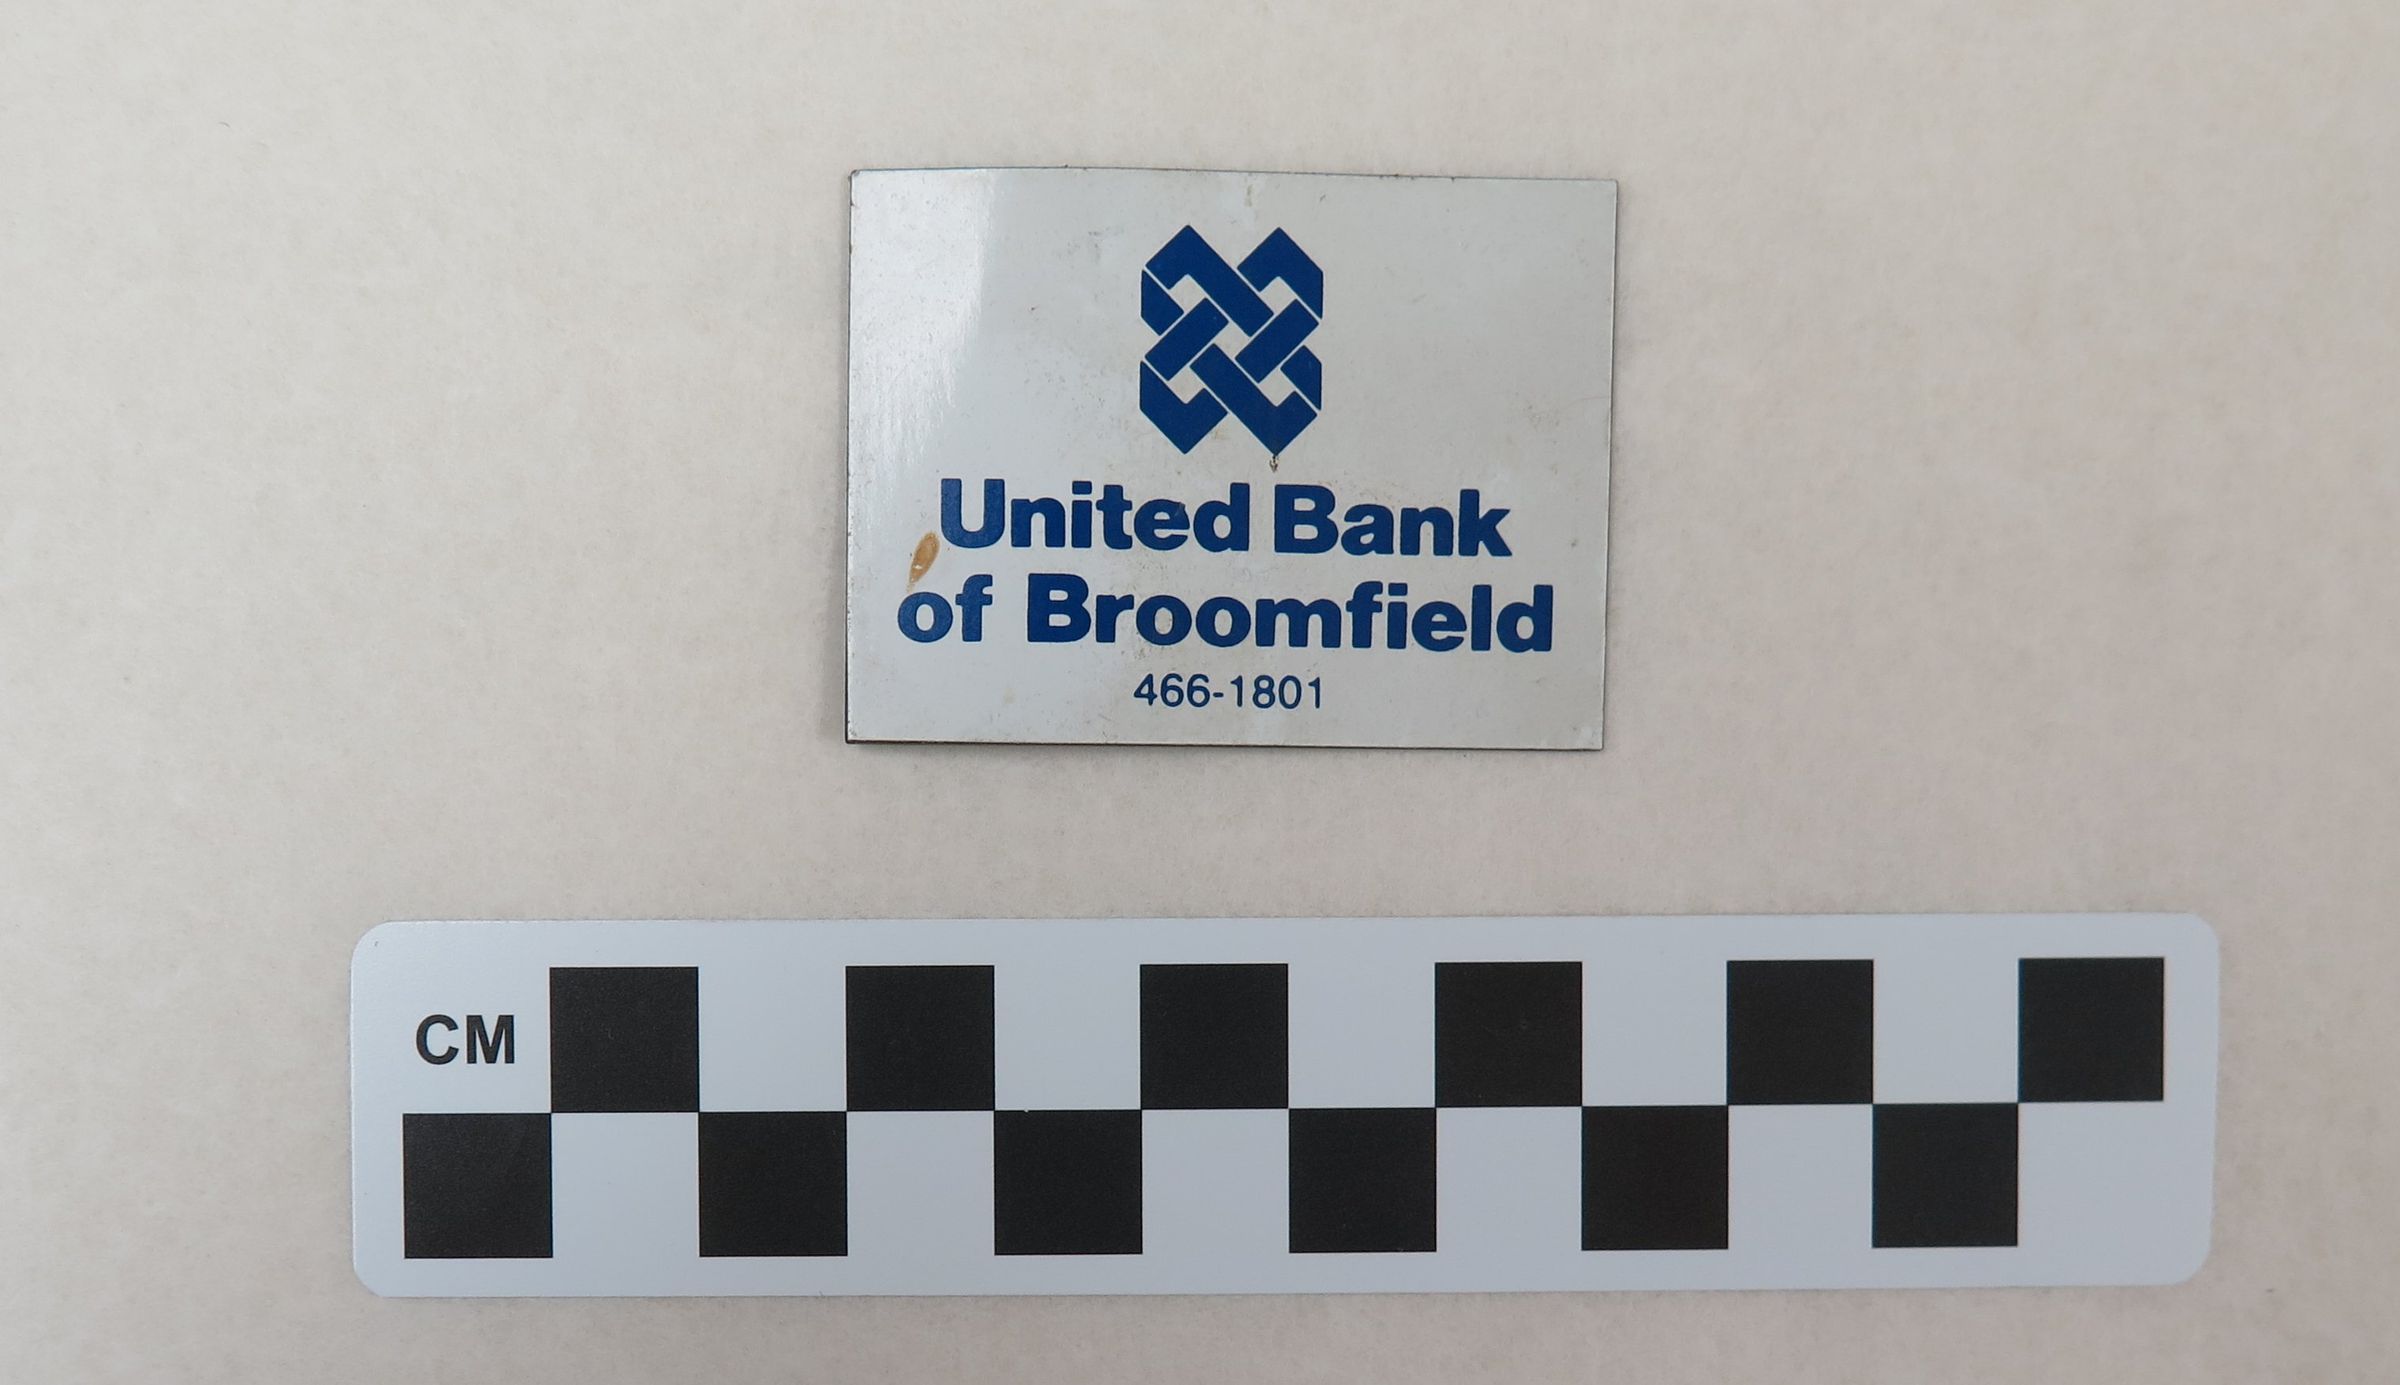 United Bank
of Broomfield
466-1801
CM